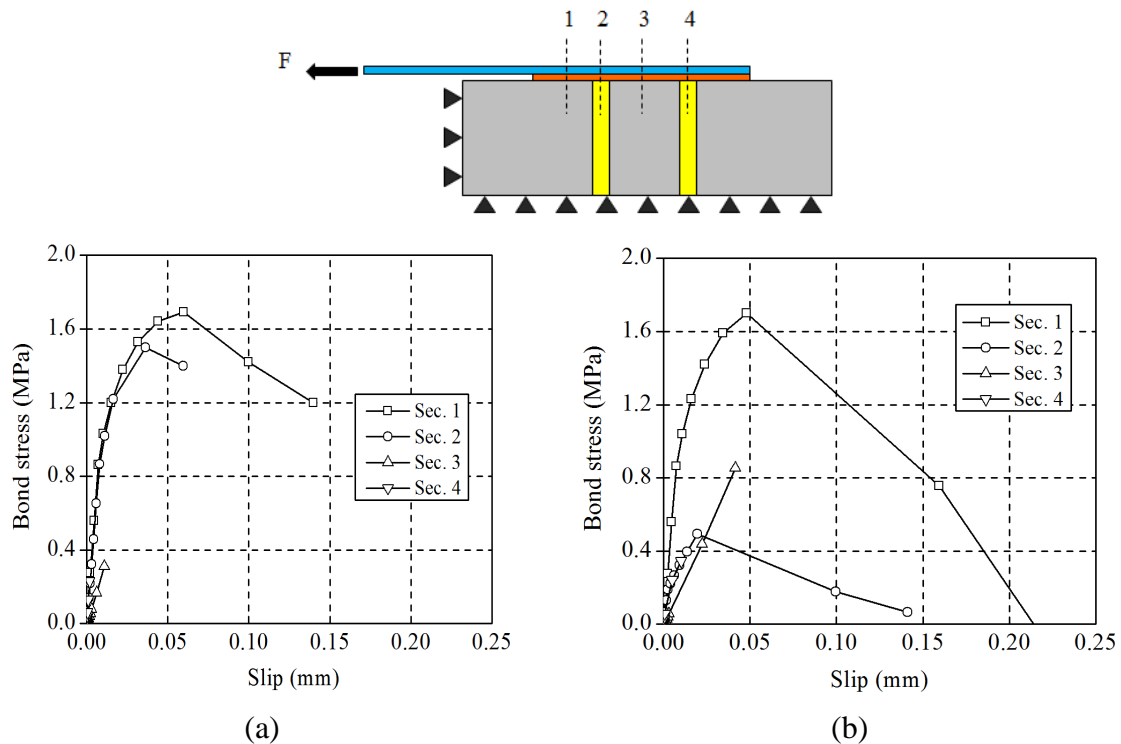 1 2 3 4
F
2.0
1.6
1.2
0.8
0.4
0.0
Bond stress (MPa)
Sec. 1
Sec. 2
Sec. 3
Sec. 4
0.00 0.05 0.10 0.15 0.20 0.25
Slip (mm)
(a)
2.0
1.6
1.2
0.8
0.4
0.0
Bond stress (MPa)
Sec. 1
Sec. 2
Sec. 3
Sec. 4
0.00 0.05 0.10 0.15 0.20 0.25
Slip (mm)
(b)